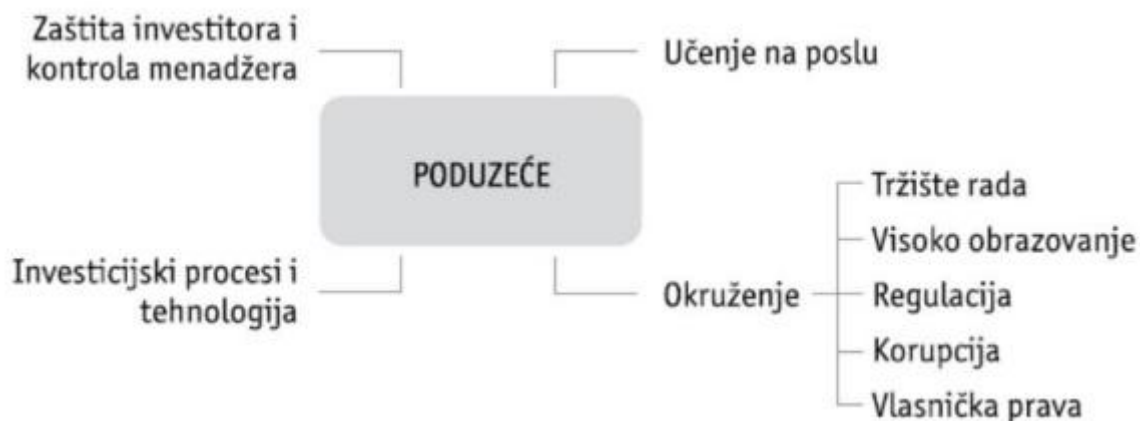 Zaštita investitora i
kontrola menadžera
Učenje na poslu
PODUZEĆE
Investicijski procesi i
tehnologija
Okruženje
Tržište rada
Visoko obrazovanje
Regulacija
Korupcija
Vlasnička prava